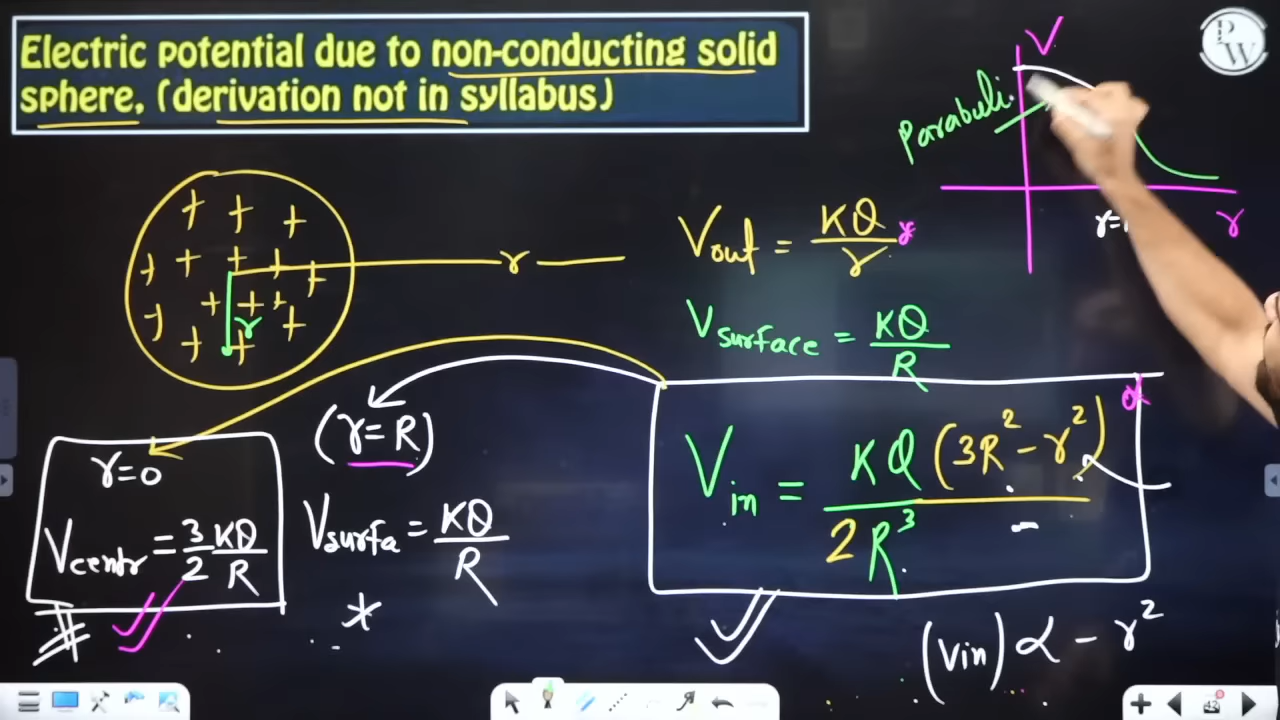 Electric potential due to non-conducting solid
sphere, (derivation not in syllabus)
PW
V
Paraboli.
r
+ + +
+ + + +
+ + + + +
+ + + +
r
r
Vout = KQ/r
Vsurface = KQ/R
Vin = KQ (3R² - r²) / 2R³
(r=R)
Vsurfa = KQ/R
*
r=0
Vcentr = 3/2 KQ/R
(Vin) ∝ - r²